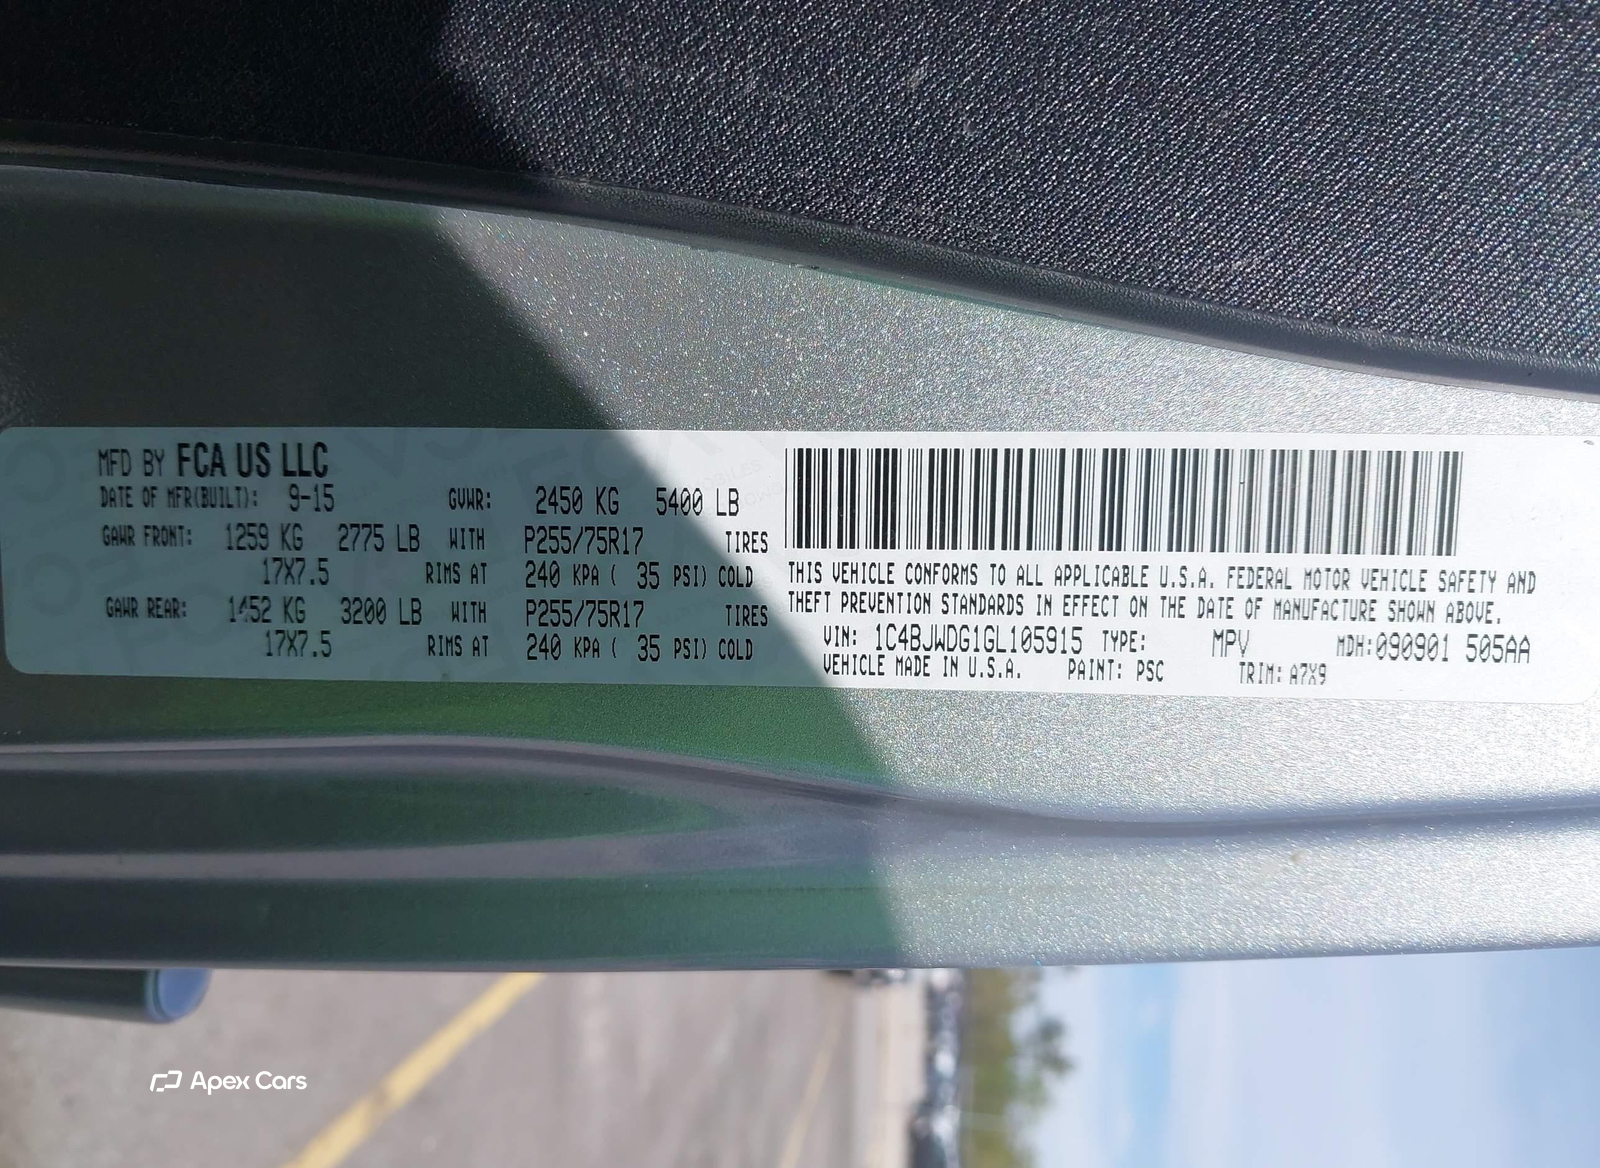 MFD BY FCA US LLC
DATE OF MFR(BUILT): 9-15 GVWR: 2450 KG 5400 LB
GAWR FRONT: 1259 KG 2775 LB WITH P255/75R17 TIRES
17X7.5 RIMS AT 240 KPA ( 35 PSI) COLD
GAWR REAR: 1452 KG 3200 LB WITH P255/75R17 TIRES
17X7.5 RIMS AT 240 KPA ( 35 PSI) COLD
THIS VEHICLE CONFORMS TO ALL APPLICABLE U.S.A. FEDERAL MOTOR VEHICLE SAFETY AND
THEFT PREVENTION STANDARDS IN EFFECT ON THE DATE OF MANUFACTURE SHOWN ABOVE.
VIN: 1C4BJWDG1GL105915 TYPE: MPV MDH:090901 505AA
VEHICLE MADE IN U.S.A. PAINT: PSC TRIM: A7X9
Apex Cars